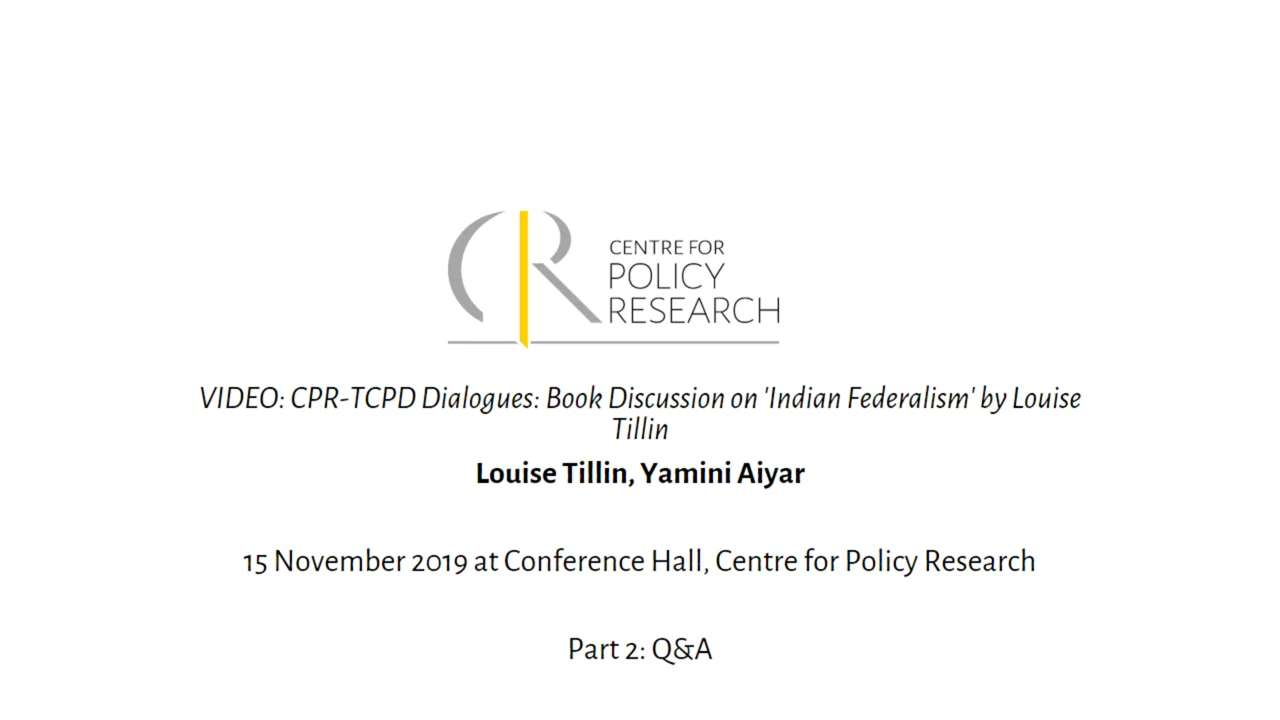 CENTRE FOR
POLICY
RESEARCH
VIDEO: CPR-TCPD Dialogues: Book Discussion on 'Indian Federalism' by Louise
Tillin
Louise Tillin, Yamini Aiyar
15 November 2019 at Conference Hall, Centre for Policy Research
Part 2: Q&A